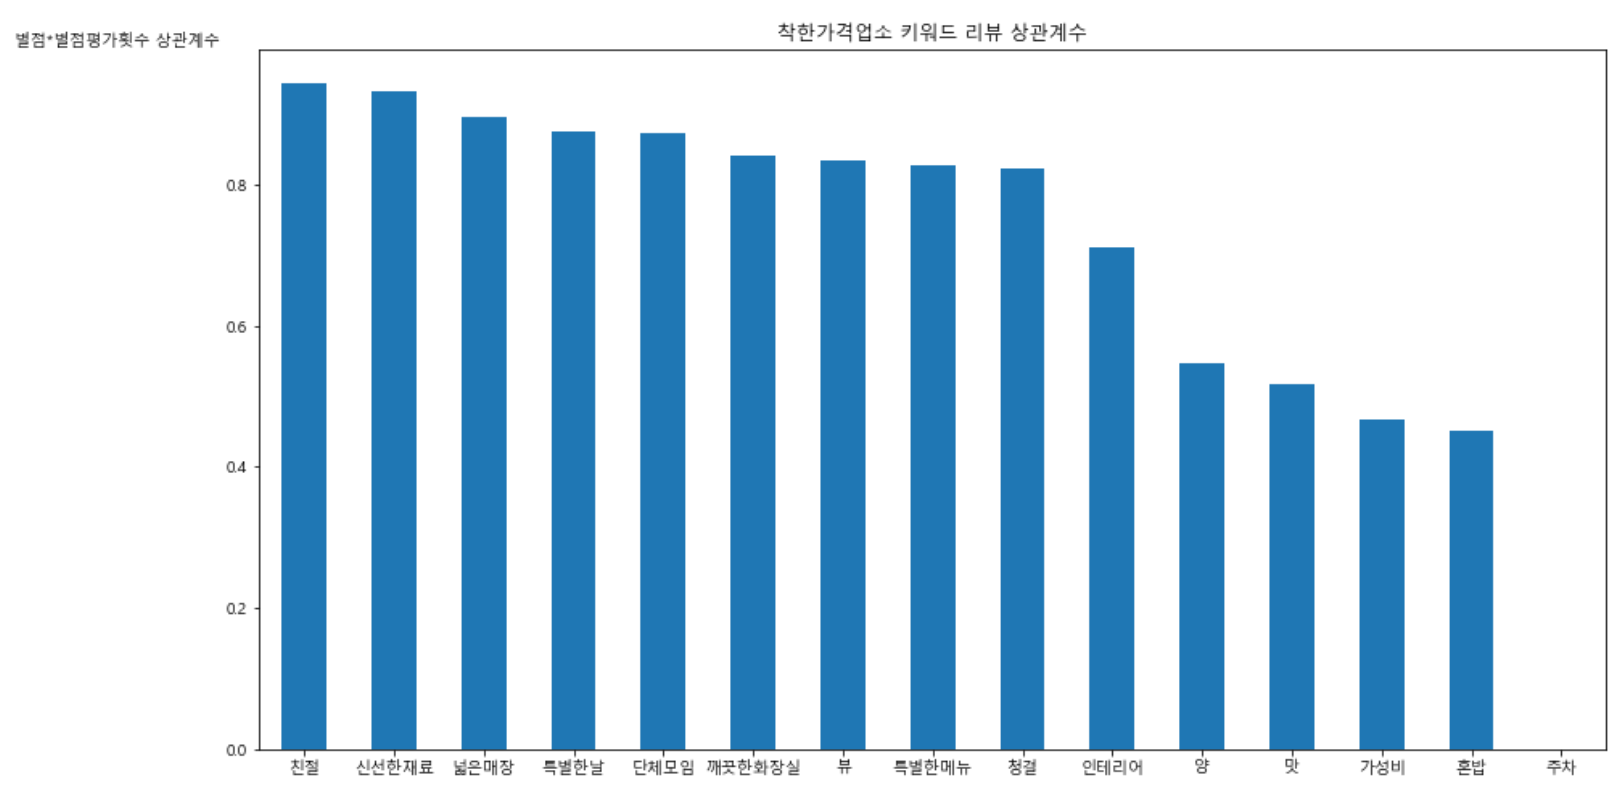 착한가격업소 키워드 리뷰 상관계수
별점*별점평가횟수 상관계수
0.8
0.6
0.4
0.2
0.0
친절 신선한재료 넓은매장 특별한날 단체모임 깨끗한화장실 뷰 특별한메뉴 청결 인테리어 양 맛 가성비 혼밥 주차